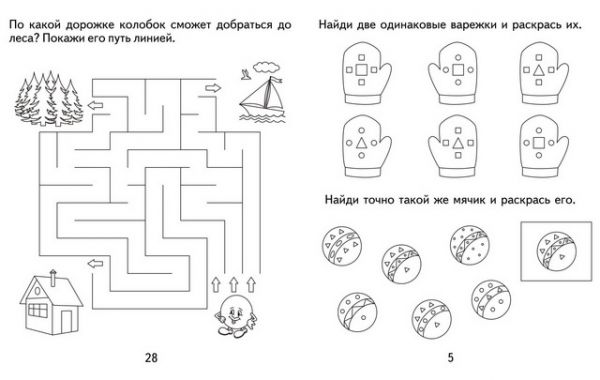 По какой дорожке колобок сможет добраться до
леса? Покажи его путь линией.
28
Найди две одинаковые варежки и раскрась их.
Найди точно такой же мячик и раскрась его.
5